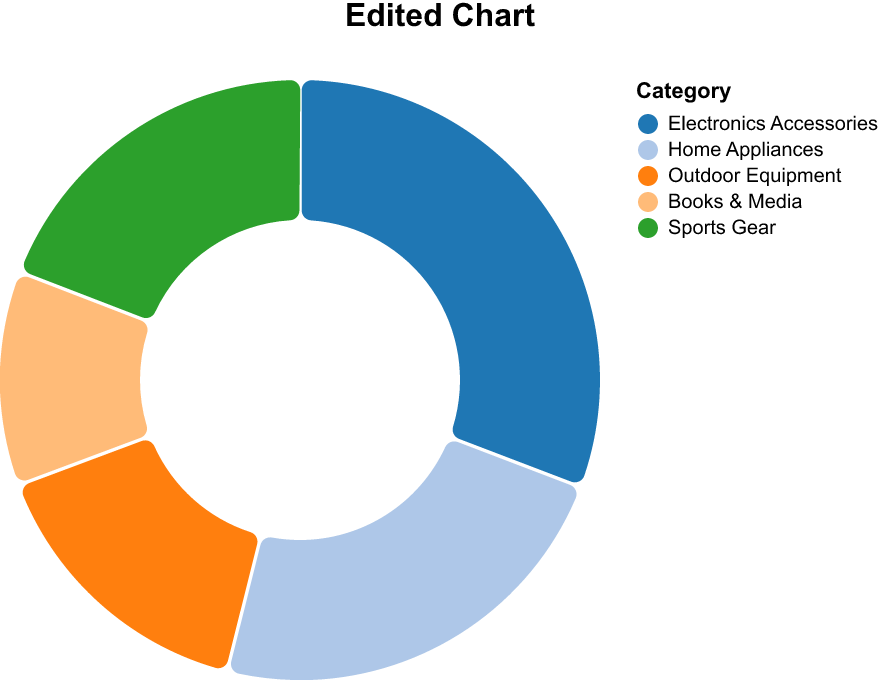 Edited Chart
Category
Electronics Accessories
Home Appliances
Outdoor Equipment
Books & Media
Sports Gear